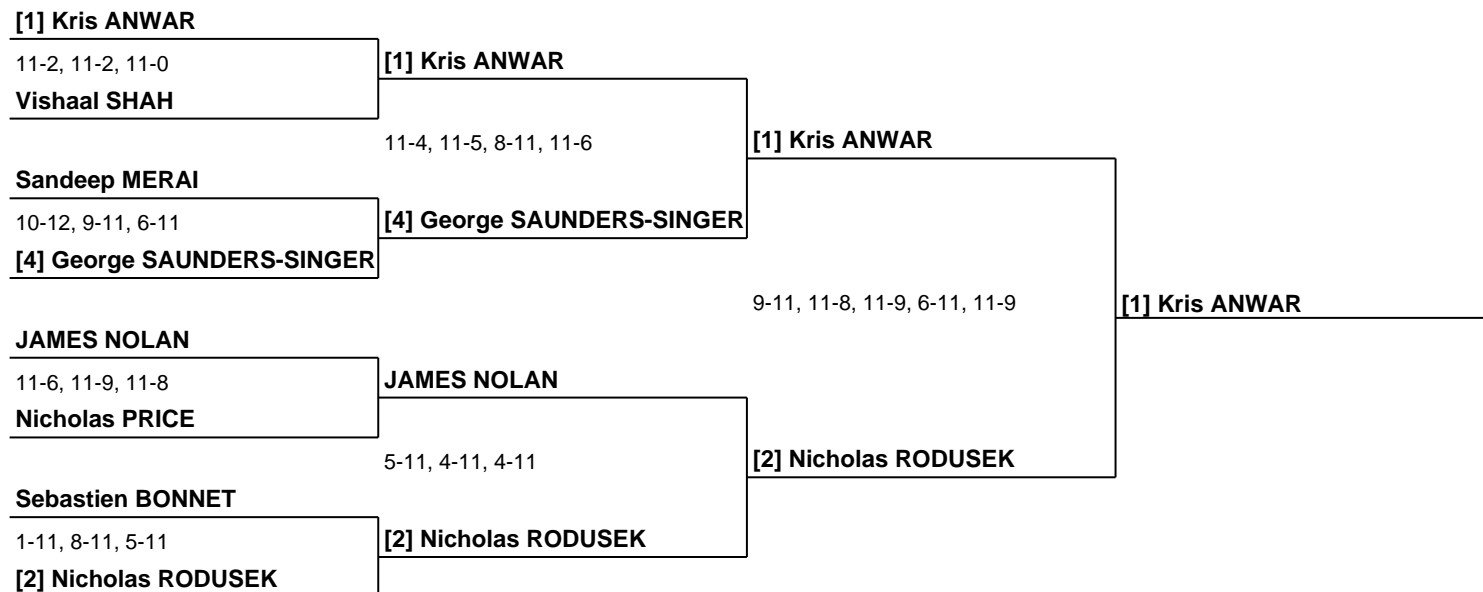 [1] Kris ANWAR
11-2, 11-2, 11-0
[1] Kris ANWAR
Vishaal SHAH
11-4, 11-5, 8-11, 11-6
[1] Kris ANWAR
Sandeep MERAI
10-12, 9-11, 6-11
[4] George SAUNDERS-SINGER
[4] George SAUNDERS-SINGER
9-11, 11-8, 11-9, 6-11, 11-9
[1] Kris ANWAR
JAMES NOLAN
11-6, 11-9, 11-8
JAMES NOLAN
Nicholas PRICE
5-11, 4-11, 4-11
[2] Nicholas RODUSEK
Sebastien BONNET
1-11, 8-11, 5-11
[2] Nicholas RODUSEK
[2] Nicholas RODUSEK